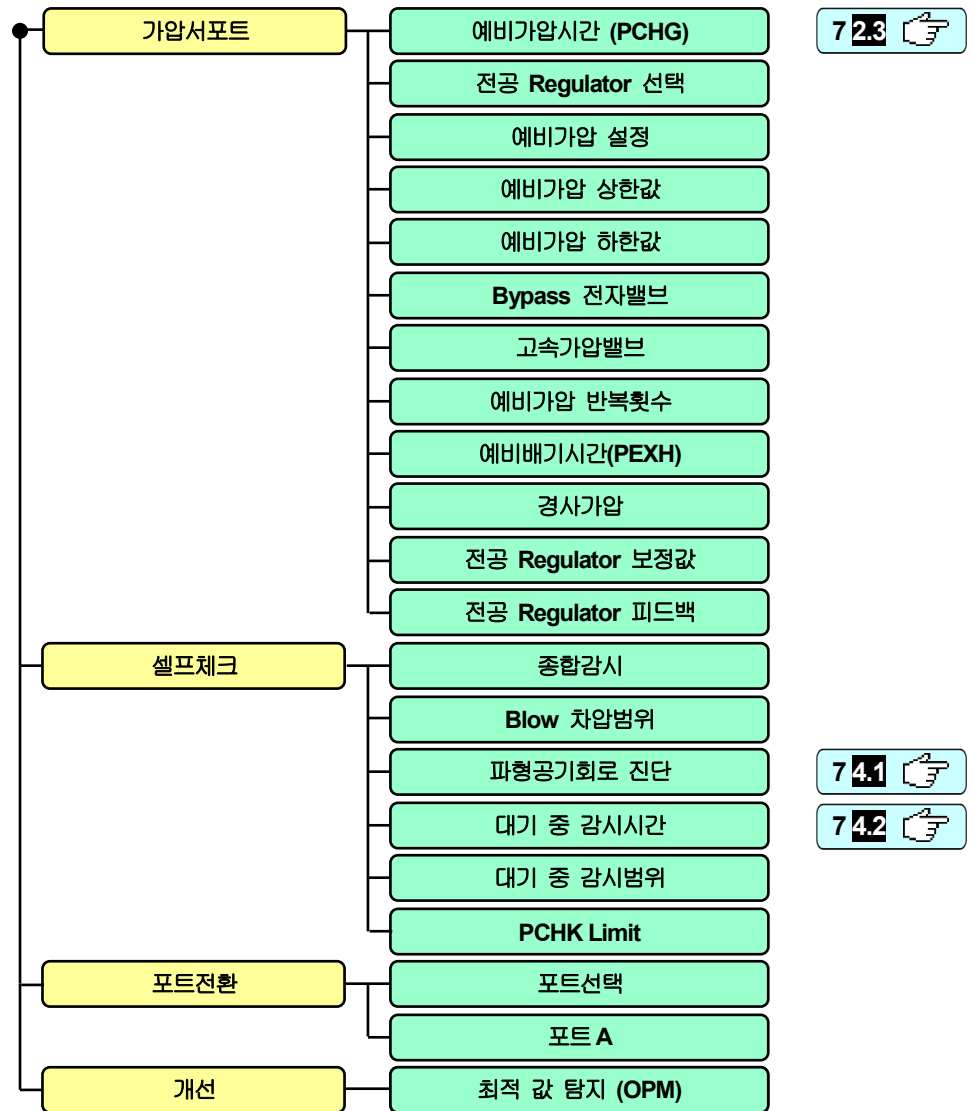 가압서포트
예비가압시간 (PCHG)
7 2.3
전공 Regulator 선택
예비가압 설정
예비가압 상한값
예비가압 하한값
Bypass 전자밸브
고속가압밸브
예비가압 반복횟수
예비배기시간(PEXH)
경사가압
전공 Regulator 보정값
전공 Regulator 피드백
셀프체크
종합감시
Blow 차압범위
파형공기회로 진단
7 4.1
대기 중 감시시간
7 4.2
대기 중 감시범위
PCHK Limit
포트전환
포트선택
포트 A
개선
최적 값 탐지 (OPM)